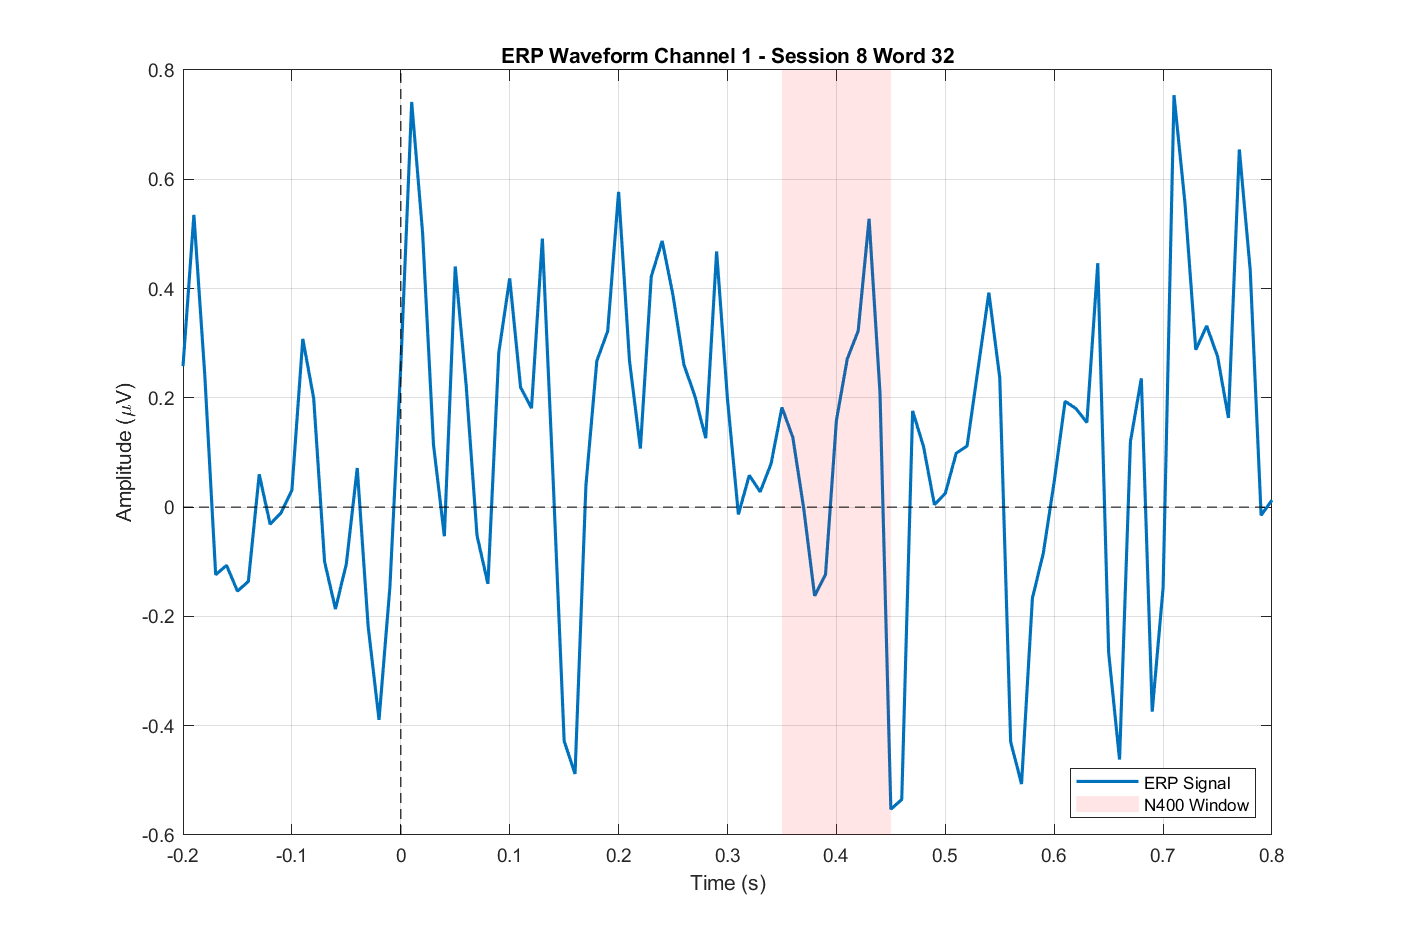 ERP Waveform Channel 1 - Session 8 Word 32
0.8
0.6
0.4
0.2
0
-0.2
-0.4
-0.6
Amplitude (μV)
ERP Signal
N400 Window
-0.2 -0.1 0 0.1 0.2 0.3 0.4 0.5 0.6 0.7 0.8
Time (s)